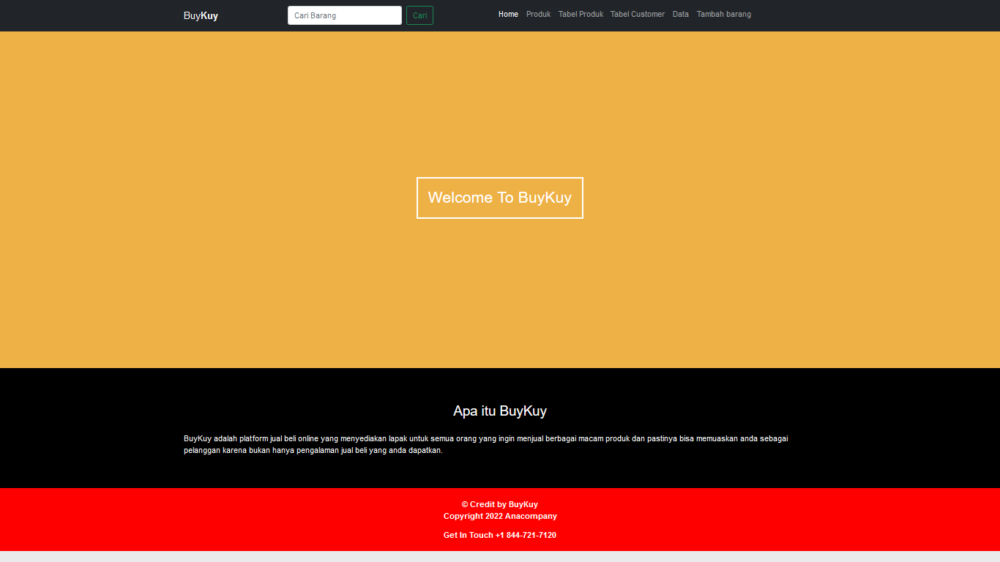 BuyKuy
Cari Barang
Cari
Home
Produk
Tabel Produk
Tabel Customer
Data
Tambah barang
Welcome To BuyKuy
Apa itu BuyKuy
BuyKuy adalah platform jual beli online yang menyediakan lapak untuk semua orang yang ingin menjual berbagai macam produk dan pastinya bisa memuaskan anda sebagai
pelanggan karena bukan hanya pengalaman jual beli yang anda dapatkan.
© Credit by BuyKuy
Copyright 2022 Anacompany
Get In Touch +1 844-721-7120